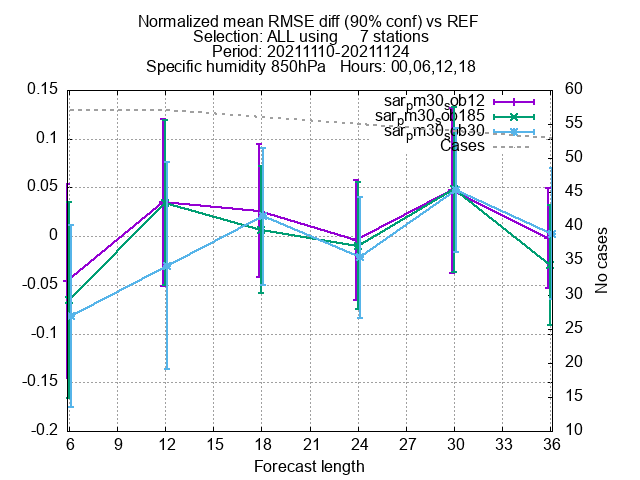 Normalized mean RMSE diff (90% conf) vs REF
Selection: ALL using 7 stations
Period: 20211110-20211124
Specific humidity 850hPa Hours: 00,06,12,18
0.15 60
sar_pm30_sob12
sar_pm30_sob185
sar_pm30_sob30
Cases
0.1 55
50
0.05 45
0 40
35
-0.05 30
-0.1 25
20
-0.15 15
-0.2 10
No cases
6 9 12 15 18 21 24 27 30 33 36
Forecast length